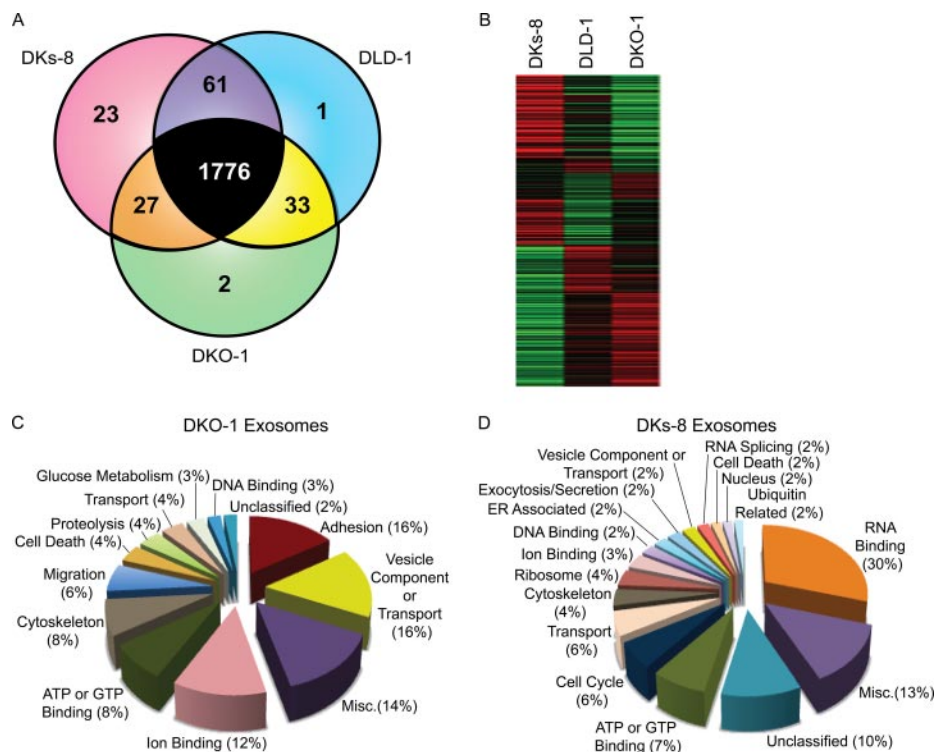 A
DKs-8
DLD-1
61
23
1
1776
27
33
2
DKO-1
B
DKs-8
DLD-1
DKO-1
C
DKO-1 Exosomes
Glucose Metabolism (3%)
DNA Binding (3%)
Transport (4%)
Unclassified (2%)
Proteolysis (4%)
Adhesion (16%)
Cell Death (4%)
Vesicle
Component
or
Transport
(16%)
Migration
(6%)
Cytoskeleton
(8%)
ATP or GTP
Binding (8%)
Misc.(14%)
Ion Binding (12%)
D
DKs-8 Exosomes
Vesicle Component or
Transport (2%)
RNA Splicing (2%)
Cell Death (2%)
Nucleus (2%)
Exocytosis/Secretion (2%)
Ubiquitin
Related (2%)
ER Associated (2%)
DNA Binding (2%)
RNA
Binding
(30%)
Ion Binding (3%)
Ribosome (4%)
Cytoskeleton
(4%)
Transport
(6%)
Cell Cycle
(6%)
Misc.(13%)
ATP or GTP
Binding (7%)
Unclassified (10%)